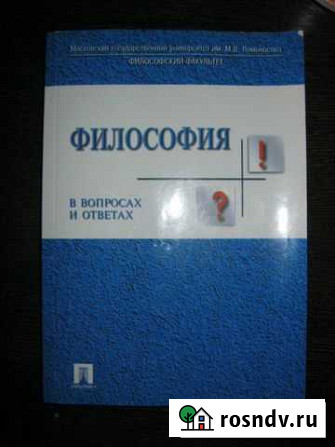 Московский государственный университет им. М.В. Ломоносова
ФИЛОСОФСКИЙ ФАКУЛЬТЕТ
ФИЛОСОФИЯ
!
?
В ВОПРОСАХ
И ОТВЕТАХ
rosndv.ru